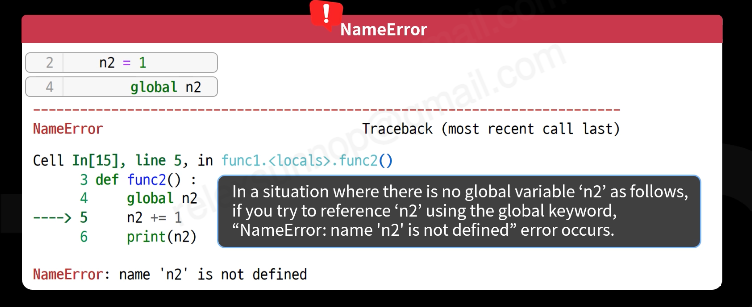 !
NameError
2 n2 = 1
4 global n2
NameError Traceback (most recent call last)
Cell In[15], line 5, in func1.<locals>.func2()
3 def func2() :
4 global n2
----> 5 n2 += 1
6 print(n2)
In a situation where there is no global variable ‘n2’ as follows,
if you try to reference ‘n2’ using the global keyword,
“NameError: name 'n2' is not defined” error occurs.
NameError: name 'n2' is not defined